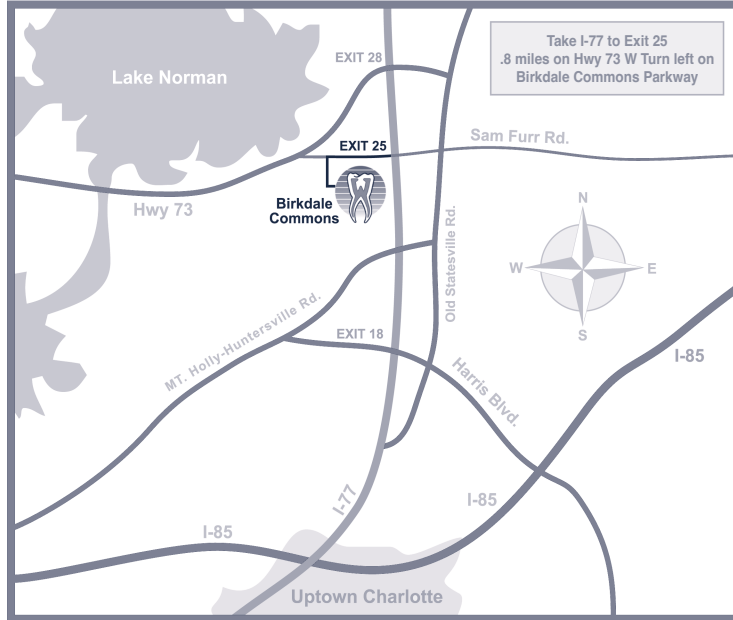 Take I-77 to Exit 25
.8 miles on Hwy 73 W Turn left on
Birkdale Commons Parkway
EXIT 28
Lake Norman
Sam Furr Rd.
EXIT 25
Birkdale
Commons
Hwy 73
N
W
E
S
Old Statesville Rd.
MT. Holly-Huntersville Rd.
EXIT 18
I-85
Harris Blvd.
I-77
I-85
I-85
Uptown Charlotte